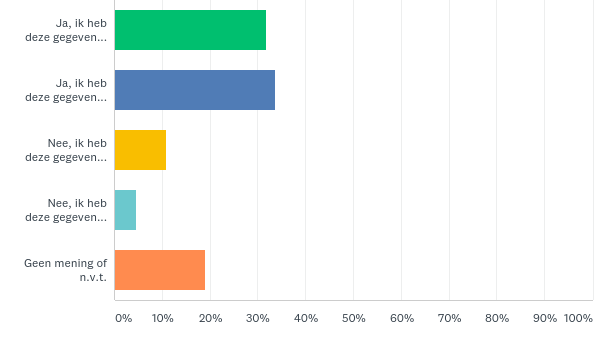 Ja, ik heb
deze gegeven...
Ja, ik heb
deze gegeven...
Nee, ik heb
deze gegeven...
Nee, ik heb
deze gegeven...
Geen mening of
n.v.t.
0% 10% 20% 30% 40% 50% 60% 70% 80% 90% 100%